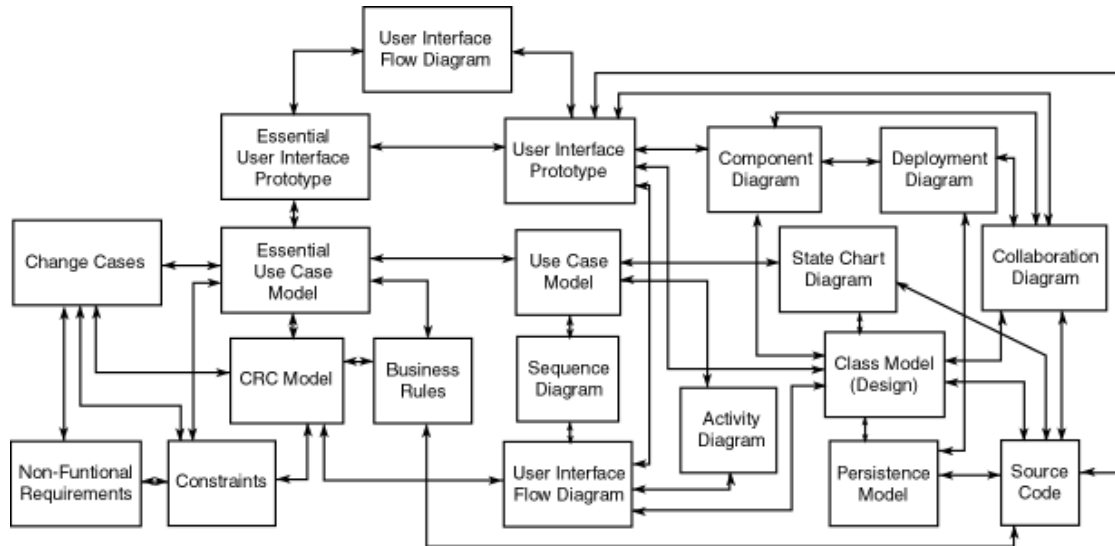 User Interface
Flow Diagram
Essential
User Interface
Prototype
User Interface
Prototype
Component
Diagram
Deployment
Diagram
Change Cases
Essential
Use Case
Model
Use Case
Model
State Chart
Diagram
Collaboration
Diagram
CRC Model
Business
Rules
Sequence
Diagram
Class Model
(Design)
Activity
Diagram
Non-Funtional
Requirements
Constraints
User Interface
Flow Diagram
Persistence
Model
Source
Code